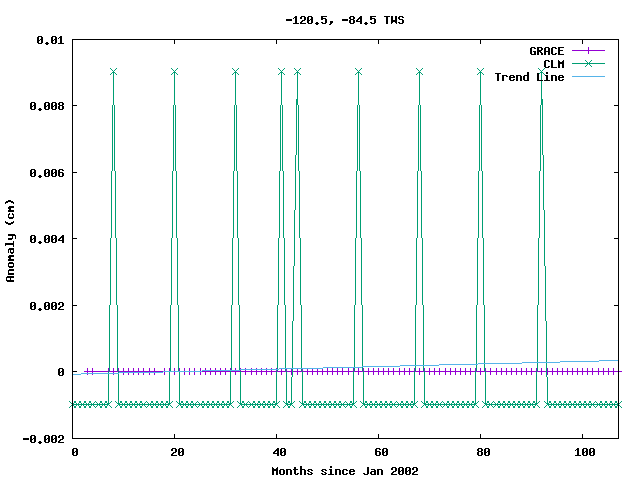 -120.5, -84.5 TWS
0.01
0.008
0.006
0.004
0.002
0
-0.002
Anomaly (cm)
GRACE
CLM
Trend Line
0 20 40 60 80 100
Months since Jan 2002